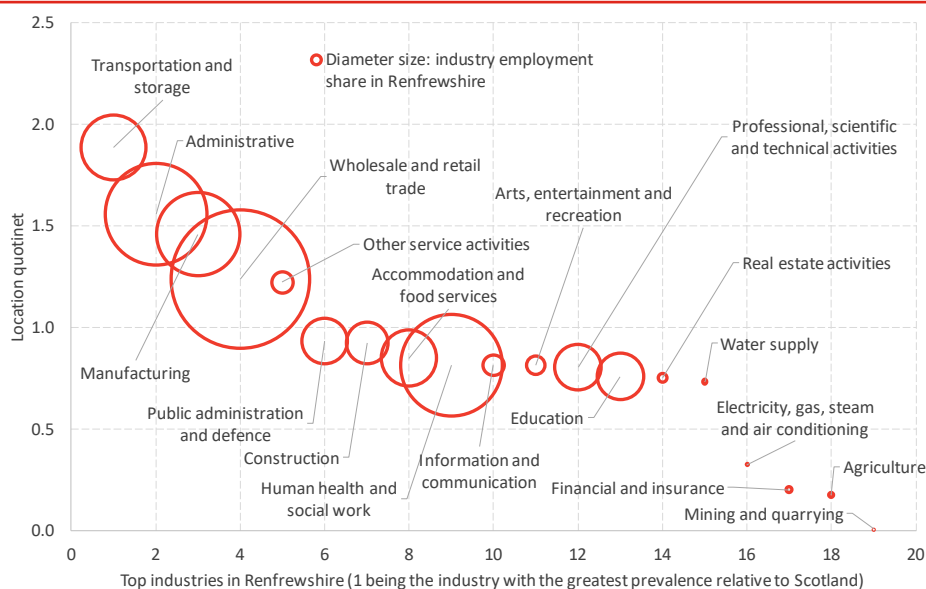 2.5
2.0
1.5
1.0
0.5
0.0
Location quotinet
Diameter size: industry employment
share in Renfrewshire
Transportation and
storage
Administrative
Wholesale and retail
trade
Professional, scientific
and technical activities
Arts, entertainment and
recreation
Other service activities
Accommodation and
food services
Real estate activities
Manufacturing
Water supply
Public administration
and defence
Education
Electricity, gas, steam
and air conditioning
Construction
Information and
communication
Human health and
social work
Financial and insurance
Agriculture
Mining and quarrying
0 2 4 6 8 10 12 14 16 18 20
Top industries in Renfrewshire (1 being the industry with the greatest prevalence relative to Scotland)